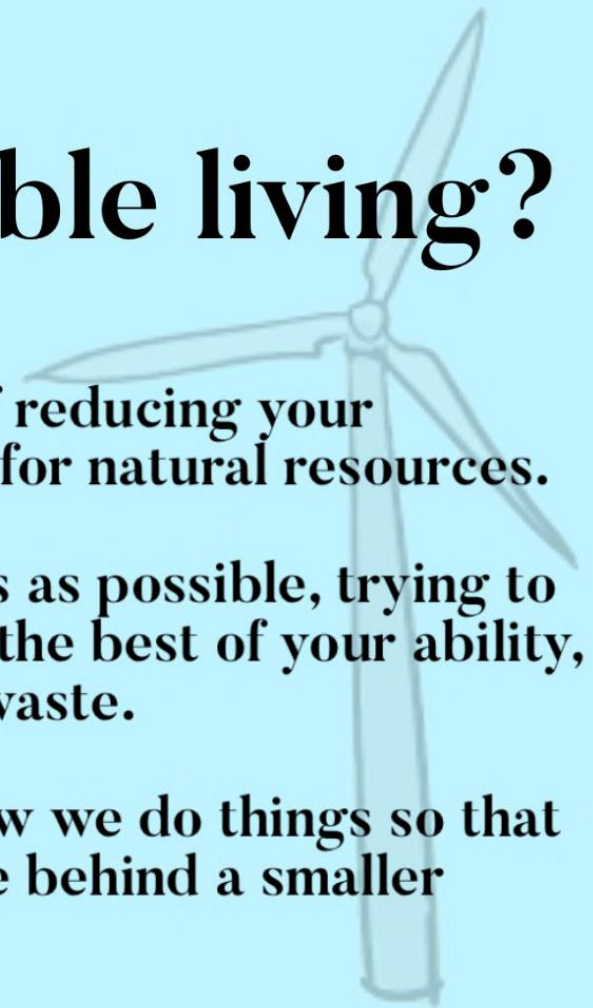 ble living?
reducing your
for natural resources.
s as possible, trying to
the best of your ability,
waste.
w we do things so that
e behind a smaller